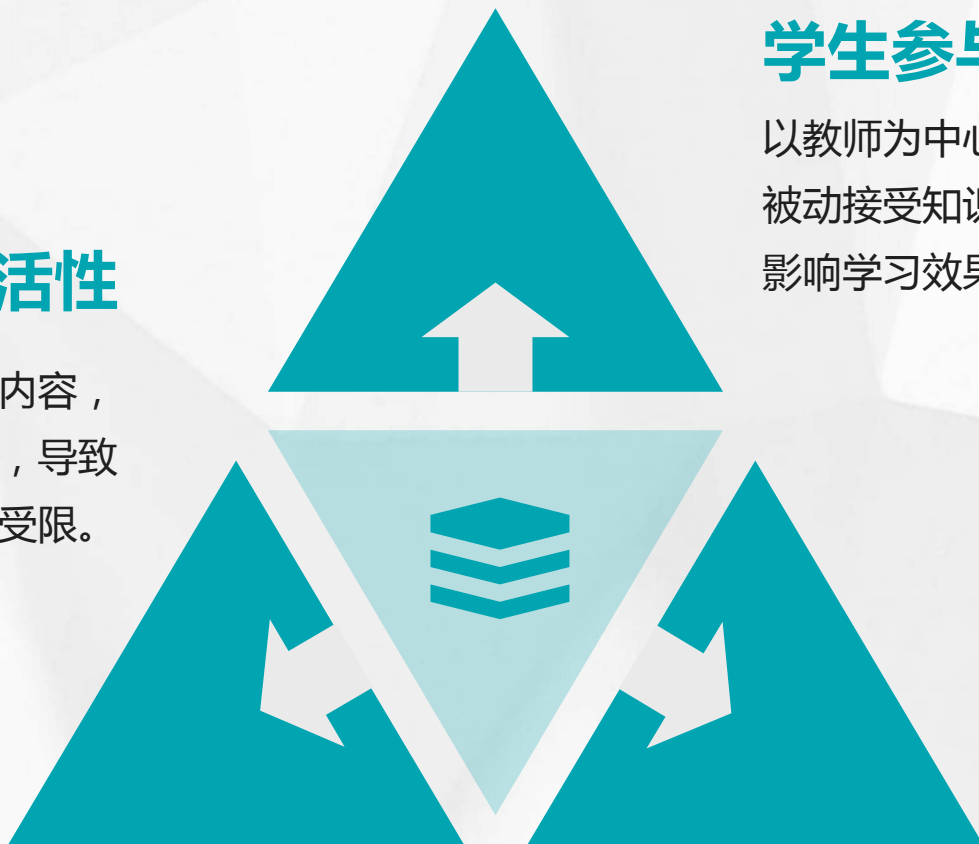 学生参
以教师为中
被动接受知
影响学习效
活性
内容，
，导致
受限。